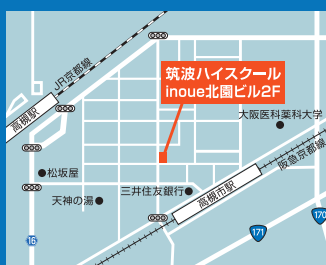 JR京都線
筑波ハイスクール
inoue北園ビル2F
高槻駅
大阪医科薬科大学
阪急京都線
松坂屋
三井住友銀行
高槻市駅
天神の湯
16
171
170